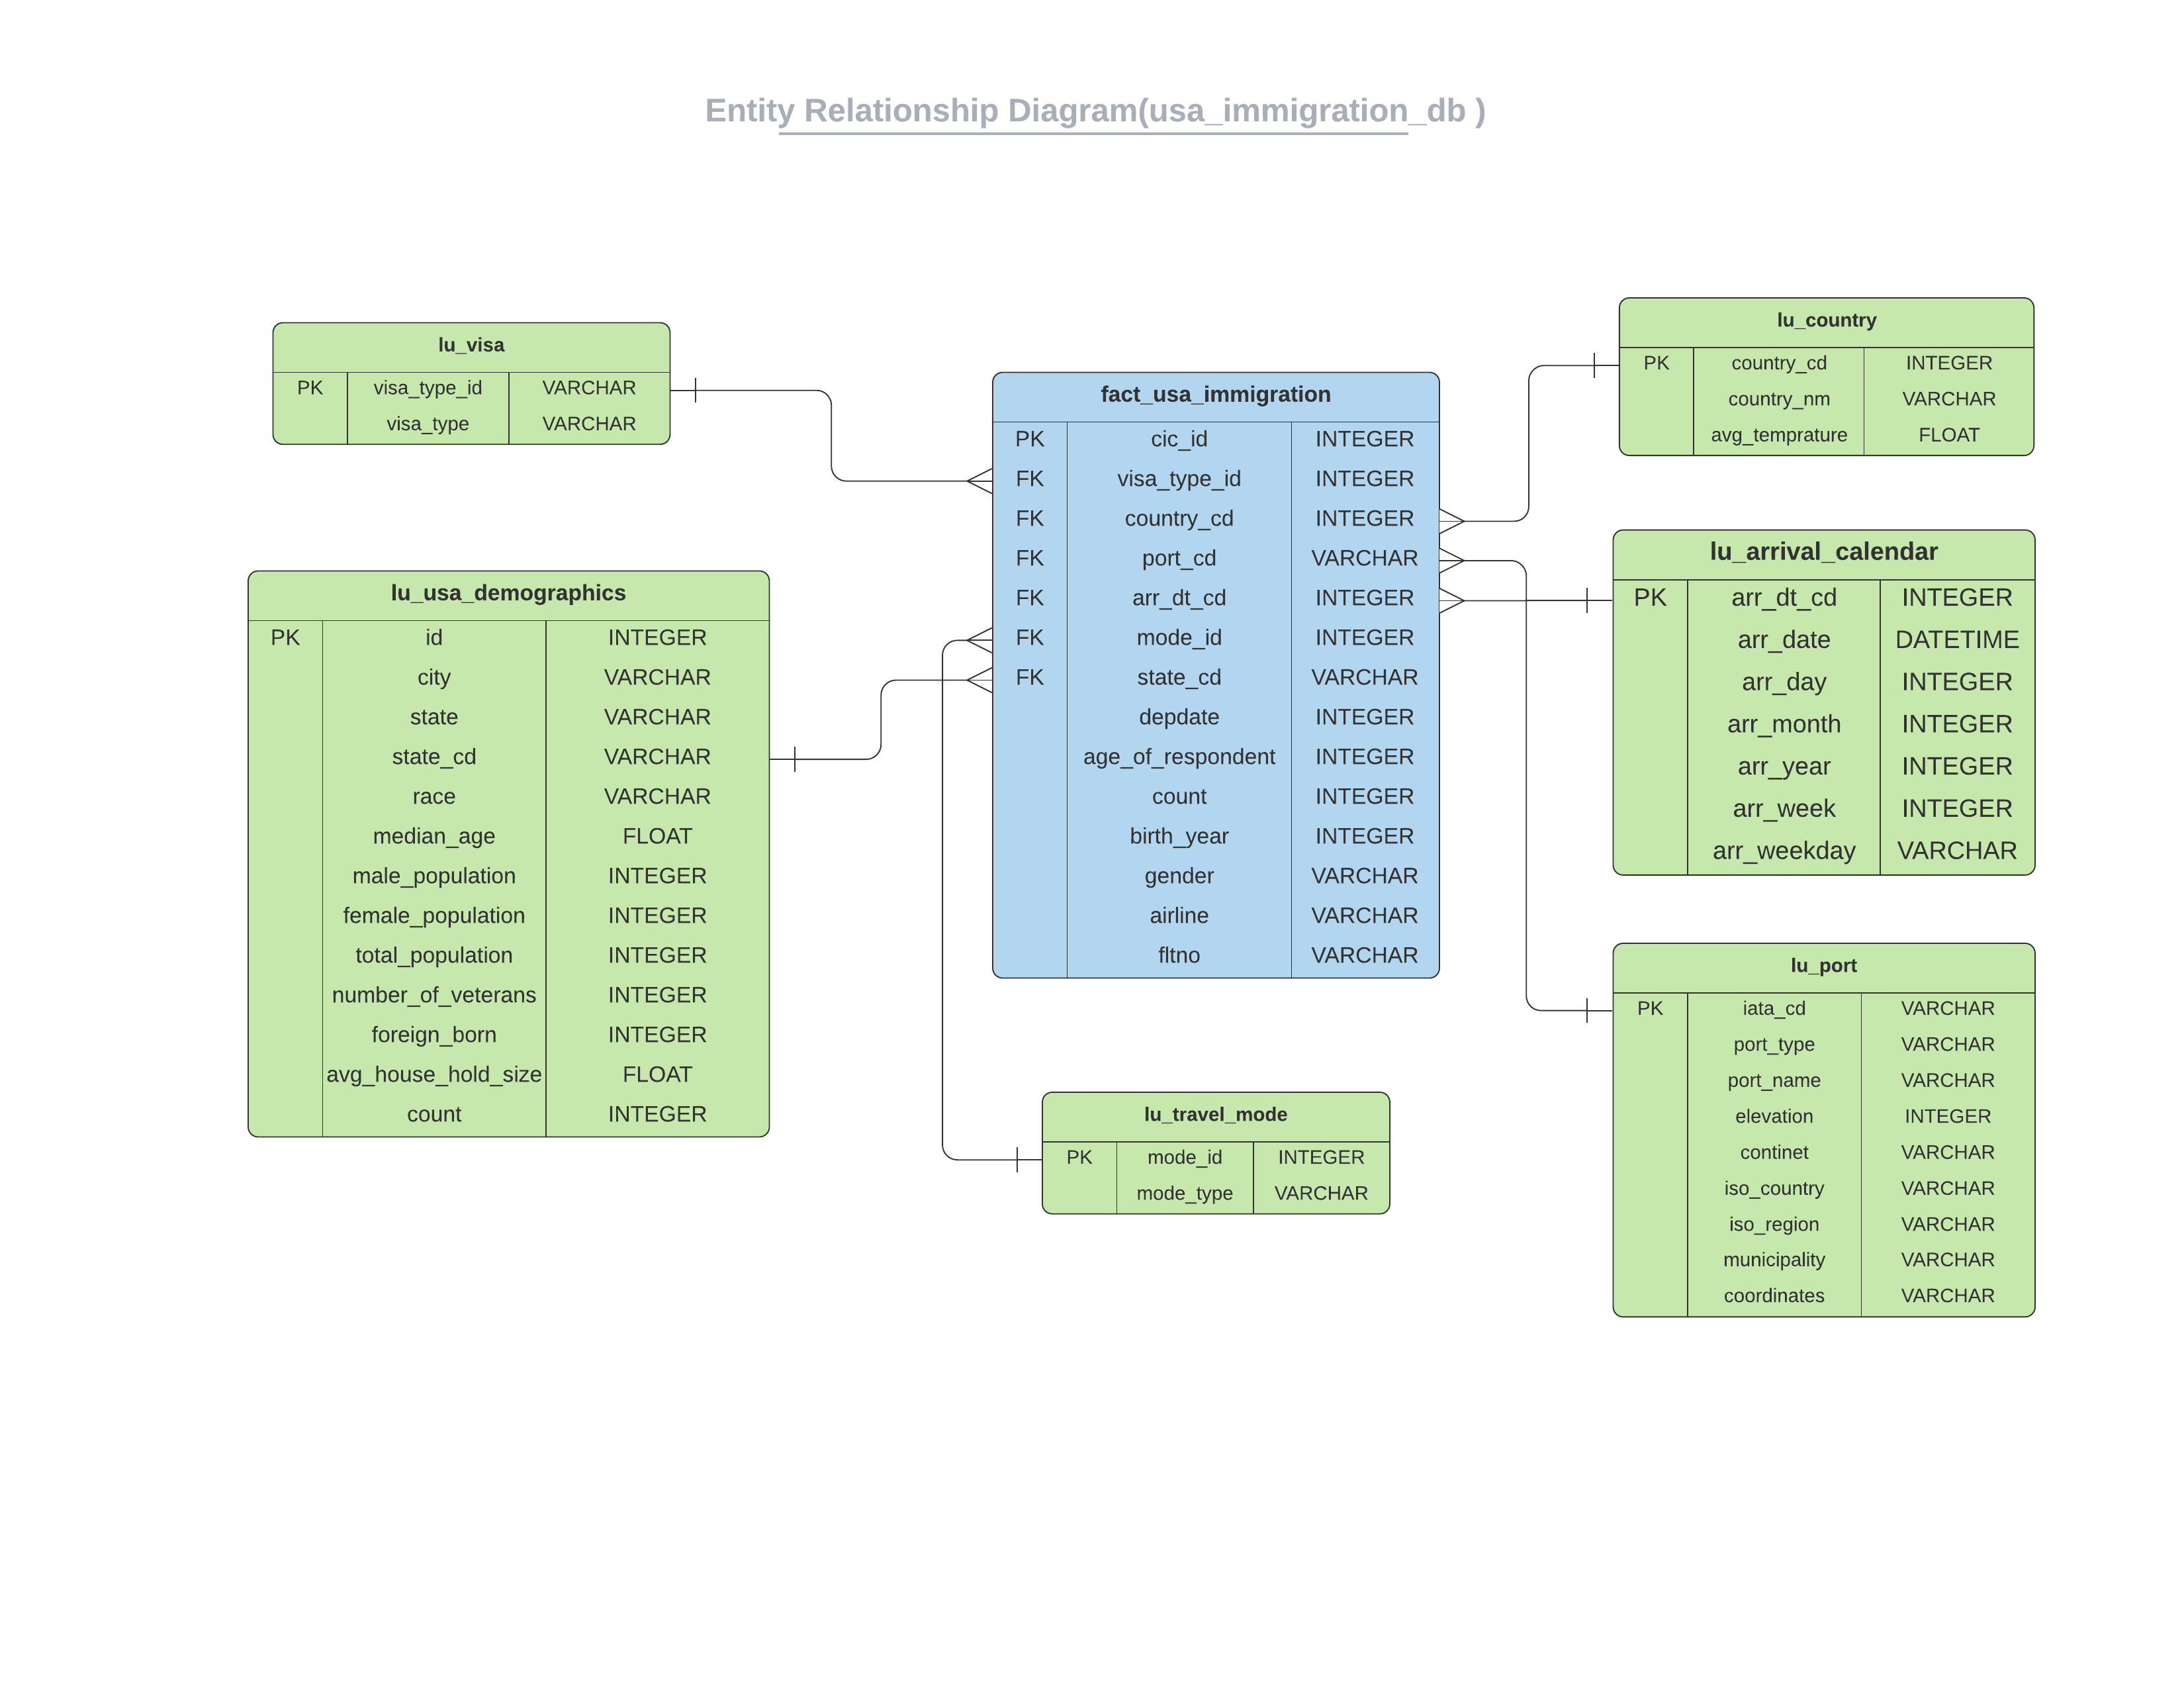 Entity Relationship Diagram(usa_immigration_db )
lu_visa
PK visa_type_id VARCHAR
visa_type VARCHAR
lu_usa_demographics
PK id INTEGER
city VARCHAR
state VARCHAR
state_cd VARCHAR
race VARCHAR
median_age FLOAT
male_population INTEGER
female_population INTEGER
total_population INTEGER
number_of_veterans INTEGER
foreign_born INTEGER
avg_house_hold_size FLOAT
count INTEGER
fact_usa_immigration
PK cic_id INTEGER
FK visa_type_id INTEGER
FK country_cd INTEGER
FK port_cd VARCHAR
FK arr_dt_cd INTEGER
FK mode_id INTEGER
FK state_cd VARCHAR
depdate INTEGER
age_of_respondent INTEGER
count INTEGER
birth_year INTEGER
gender VARCHAR
airline VARCHAR
fltno VARCHAR
lu_travel_mode
PK mode_id INTEGER
mode_type VARCHAR
lu_country
PK country_cd INTEGER
country_nm VARCHAR
avg_temprature FLOAT
lu_arrival_calendar
PK arr_dt_cd INTEGER
arr_date DATETIME
arr_day INTEGER
arr_month INTEGER
arr_year INTEGER
arr_week INTEGER
arr_weekday VARCHAR
lu_port
PK iata_cd VARCHAR
port_type VARCHAR
port_name VARCHAR
elevation INTEGER
continet VARCHAR
iso_country VARCHAR
iso_region VARCHAR
municipality VARCHAR
coordinates VARCHAR